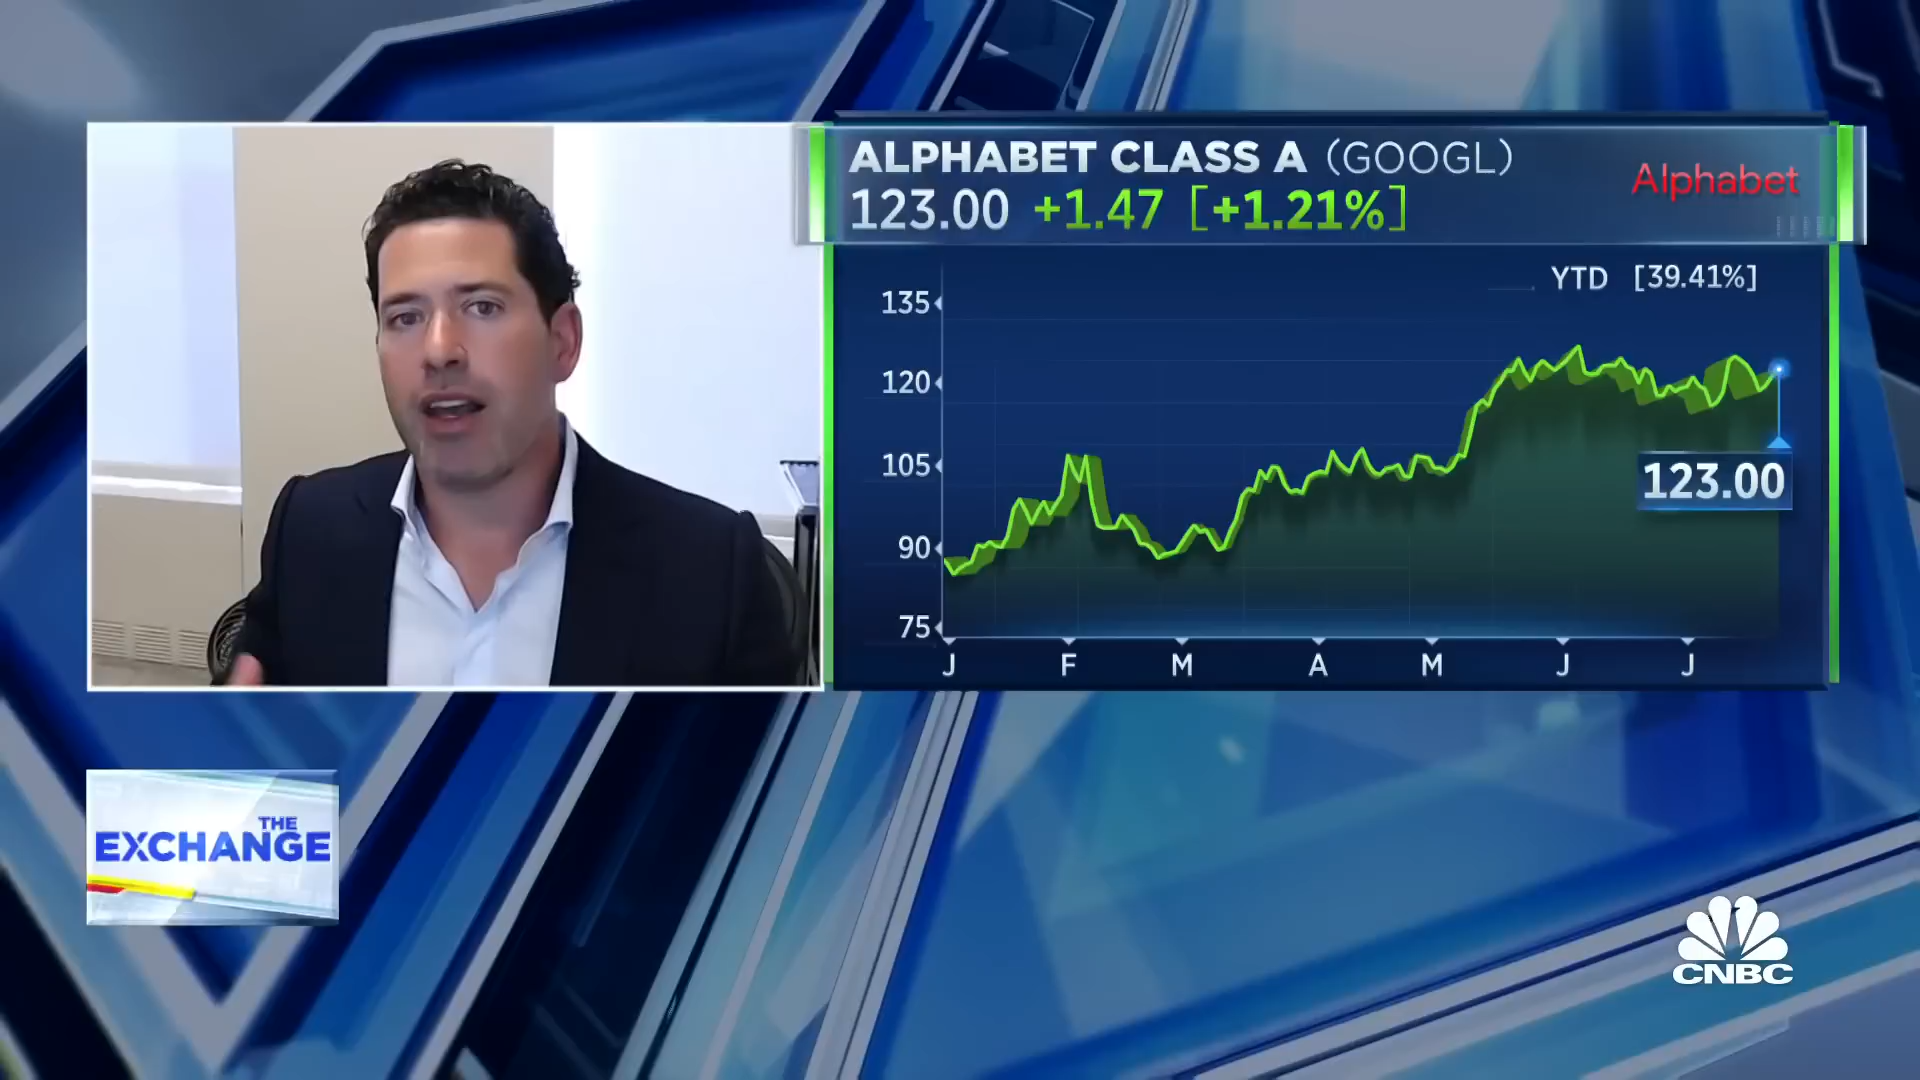 ALPHABET CLASS A (GOOGL)
123.00 +1.47 [+1.21%]
Alphabet
YTD [39.41%]
135
120
105
90
75
123.00
J F M A M J J
THE
EXCHANGE
CNBC